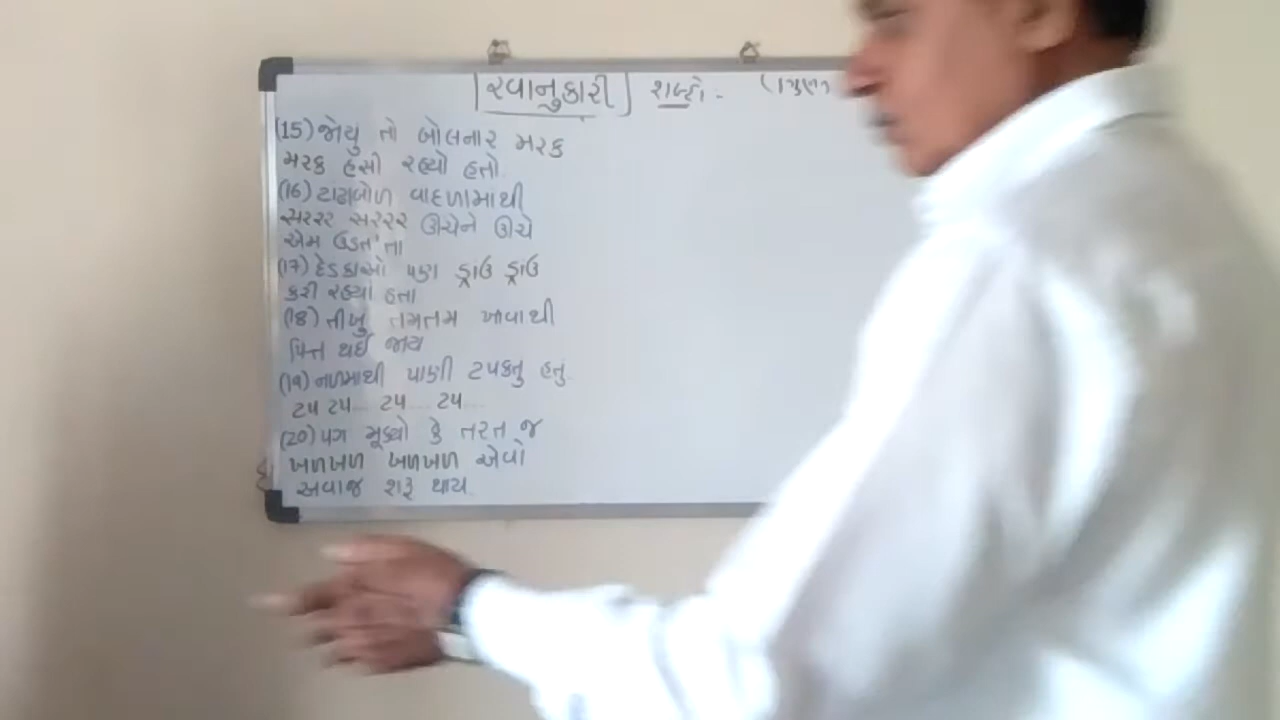 રવાનુકારી શબ્દો :-
(15) જોયુ તો બોલનાર મરક
મરક હસી રહ્યો હતો.
(16) ટાઢાબોળ વાદળામાંથી
સરરર સરરર ઊંચેને ઊંચે
એમ ઉડતા'તા
(17) દેડકાઓ પણ ડ્રાંઉ ડ્રાંઉ
કરી રહ્યા હતા
(18) તીખુ તમતમ ખાવાથી
પિત્ત થઈ જાય
(19) નળમાથી પાણી ટપકતુ હતું.
ટપ ટપ... ટપ.... ટપ....
(20) પગ મૂક્યો કે તરત જ
ખળખળ ખળખળ એવો
અવાજ શરૂ થાય.